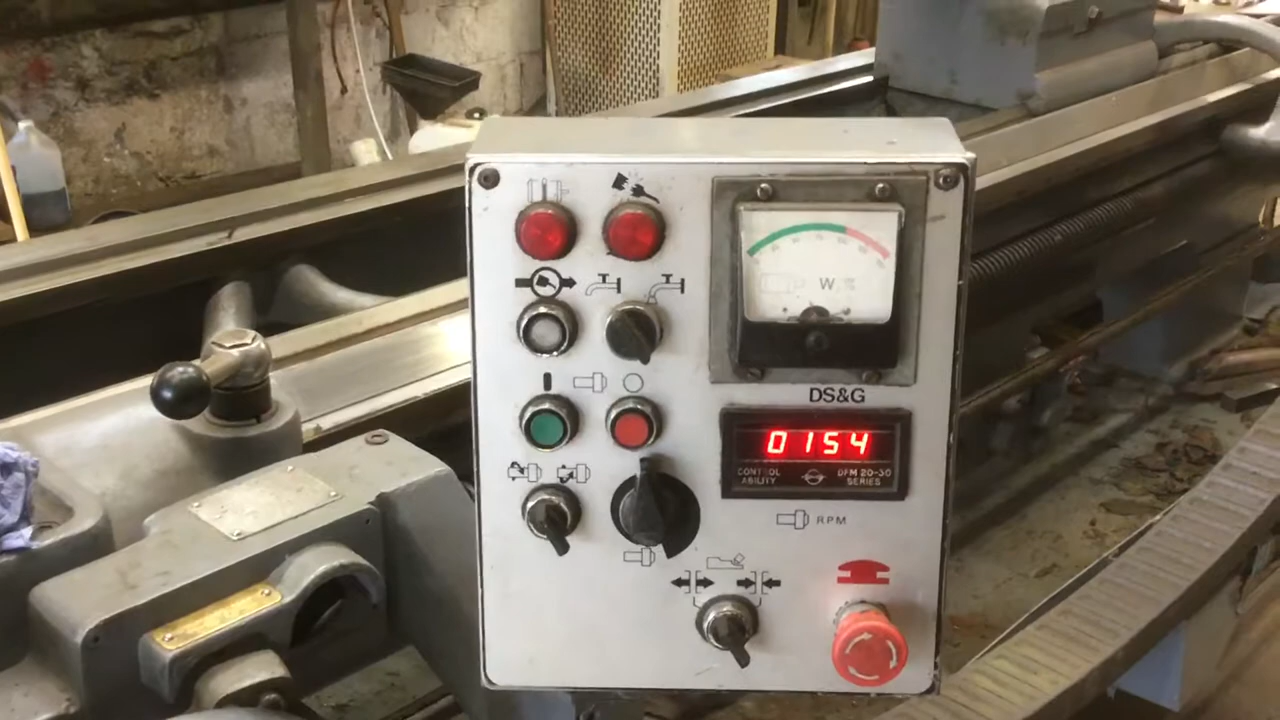 W %
DS&G
0154
CONTROL ABILITY
DFM 20-30 SERIES
RPM